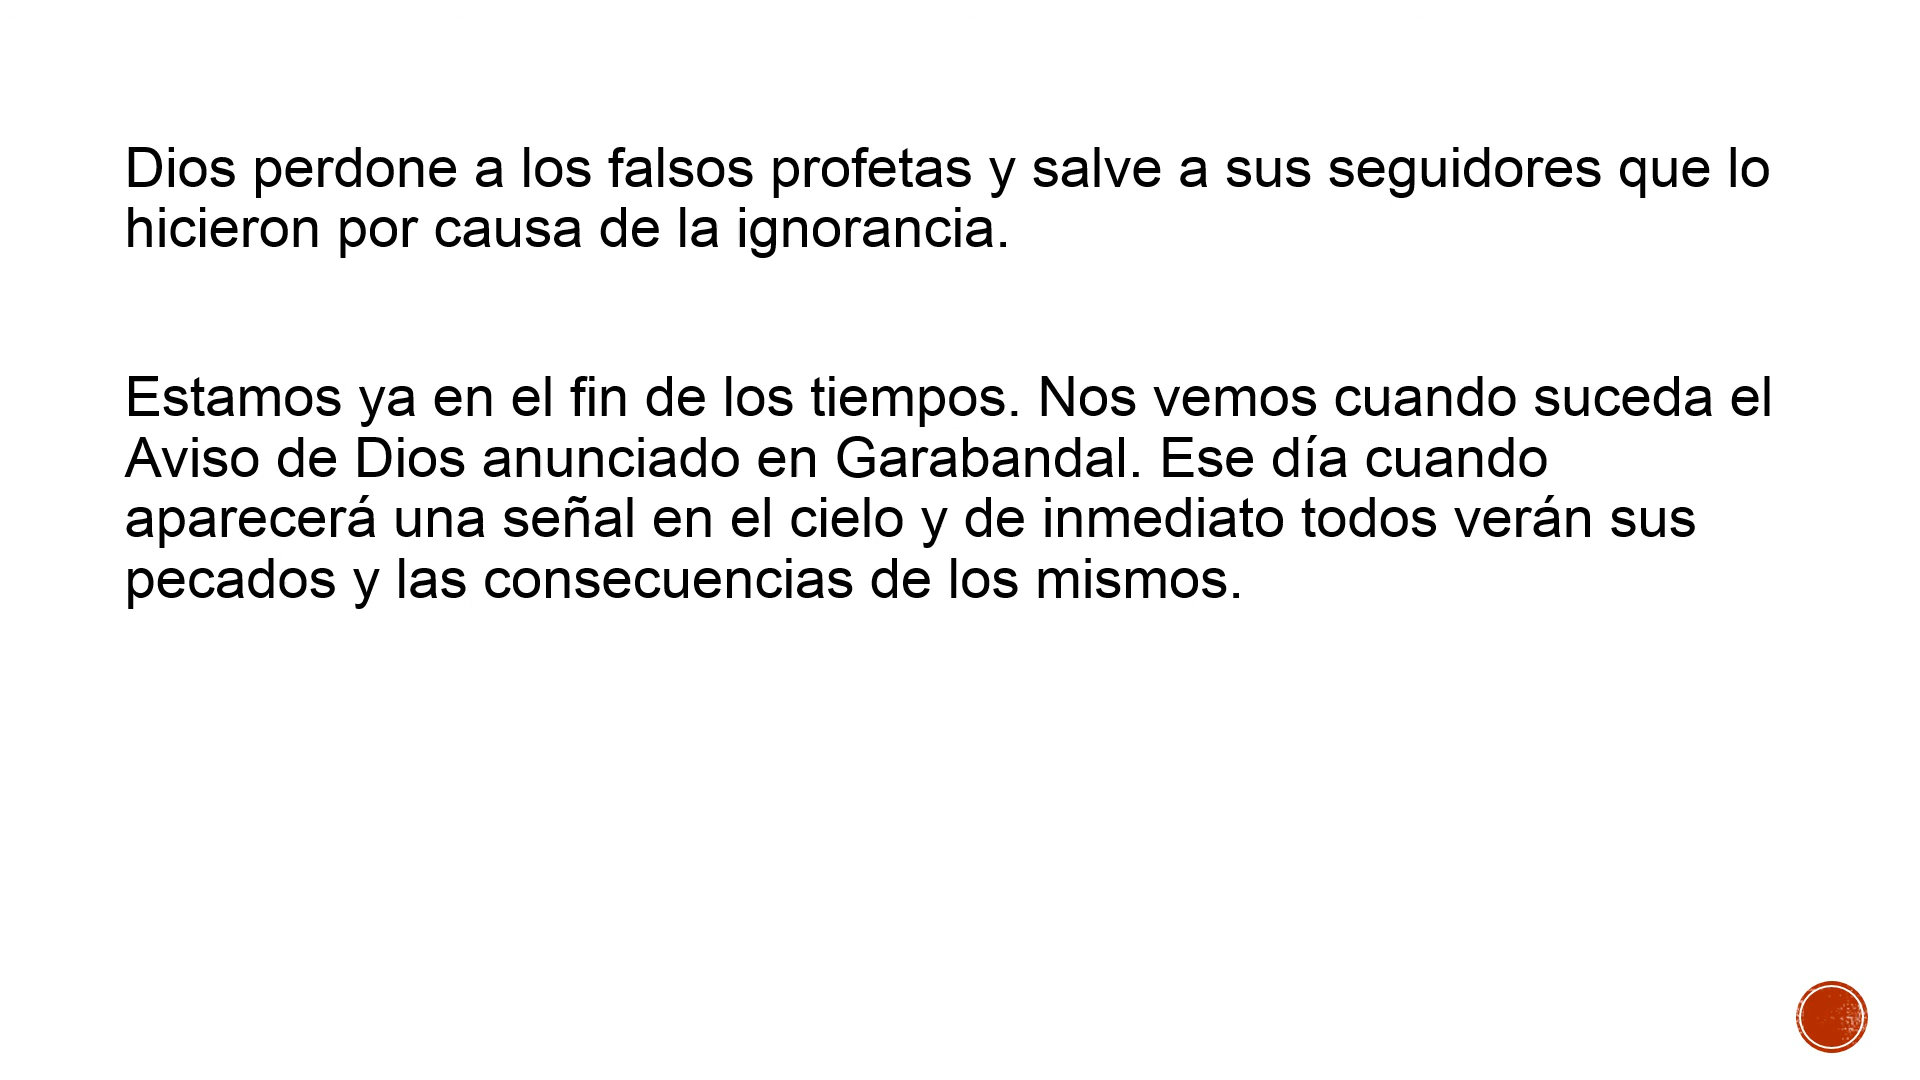 Dios perdone a los falsos profetas y salve a sus seguidores que lo
hicieron por causa de la ignorancia.
Estamos ya en el fin de los tiempos. Nos vemos cuando suceda el
Aviso de Dios anunciado en Garabandal. Ese día cuando
aparecerá una señal en el cielo y de inmediato todos verán sus
pecados y las consecuencias de los mismos.